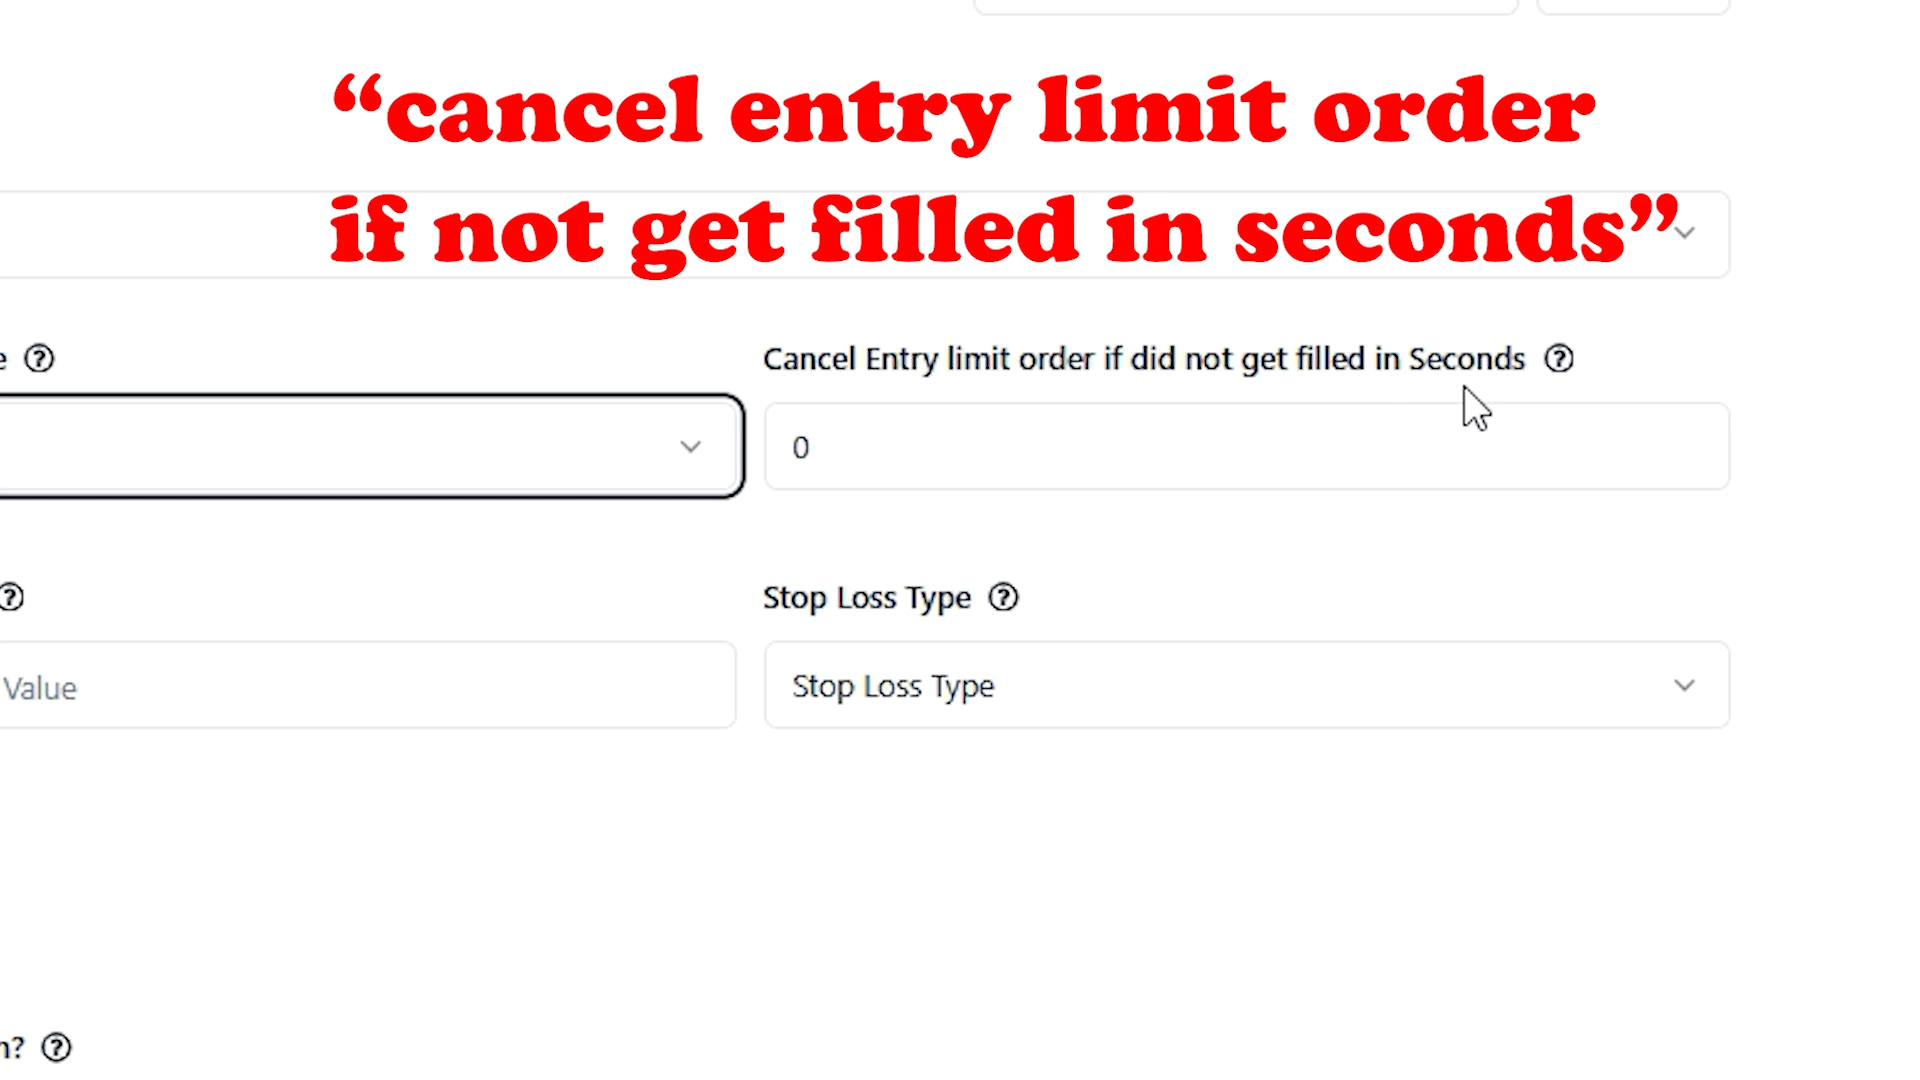 “cancel entry limit order
if not get filled in seconds”
Cancel Entry limit order if did not get filled in Seconds
0
Stop Loss Type
Value
Stop Loss Type